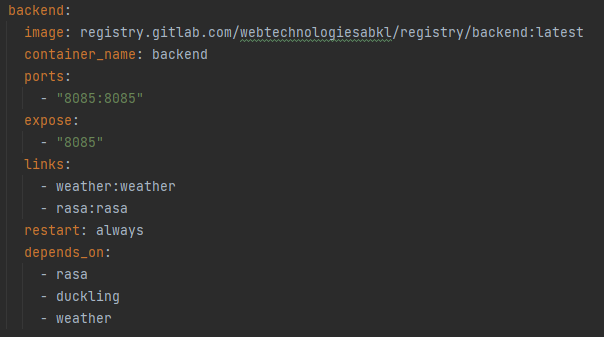 backend:
  image: registry.gitlab.com/webtechnologiesabkl/registry/backend:latest
  container_name: backend
  ports:
    - "8085:8085"
  expose:
    - "8085"
  links:
    - weather:weather
    - rasa:rasa
  restart: always
  depends_on:
    - rasa
    - duckling
    - weather